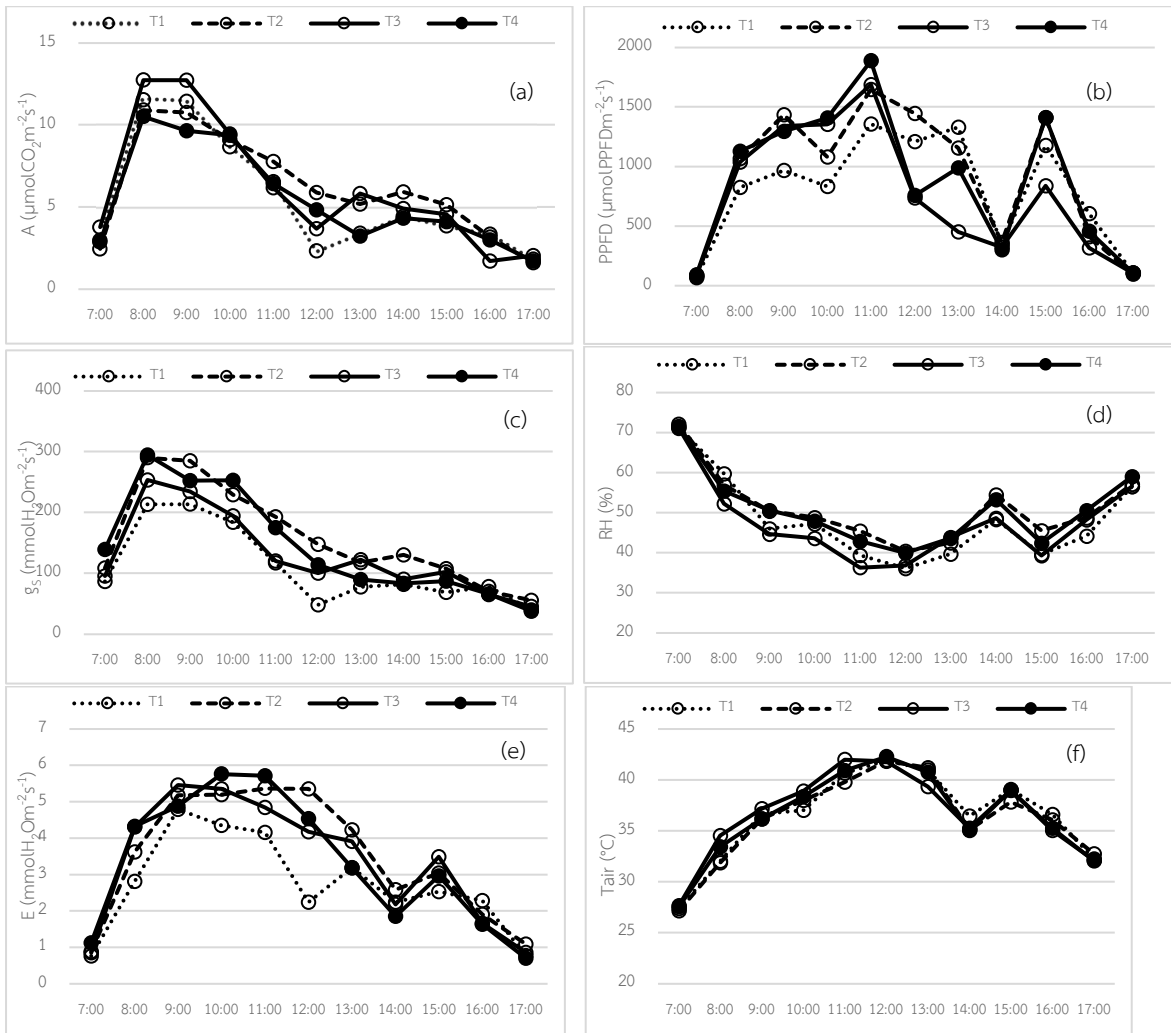 T1 T2 T3 T4
(a)
A (µmolCO2m-2s-1)
15
10
5
0
7:00 8:00 9:00 10:00 11:00 12:00 13:00 14:00 15:00 16:00 17:00
T1 T2 T3 T4
(b)
PPFD (µmolPPFDm-2s-1)
2000
1500
1000
500
0
7:00 8:00 9:00 10:00 11:00 12:00 13:00 14:00 15:00 16:00 17:00
T1 T2 T3 T4
(c)
gs (mmolH2Om-2s-1)
400
300
200
100
0
7:00 8:00 9:00 10:00 11:00 12:00 13:00 14:00 15:00 16:00 17:00
T1 T2 T3 T4
(d)
RH (%)
80
70
60
50
40
30
20
7:00 8:00 9:00 10:00 11:00 12:00 13:00 14:00 15:00 16:00 17:00
T1 T2 T3 T4
(e)
E (mmolH2Om-2s-1)
7
6
5
4
3
2
1
0
7:00 8:00 9:00 10:00 11:00 12:00 13:00 14:00 15:00 16:00 17:00
T1 T2 T3 T4
(f)
Tair (°C)
45
40
35
30
25
20
7:00 8:00 9:00 10:00 11:00 12:00 13:00 14:00 15:00 16:00 17:00